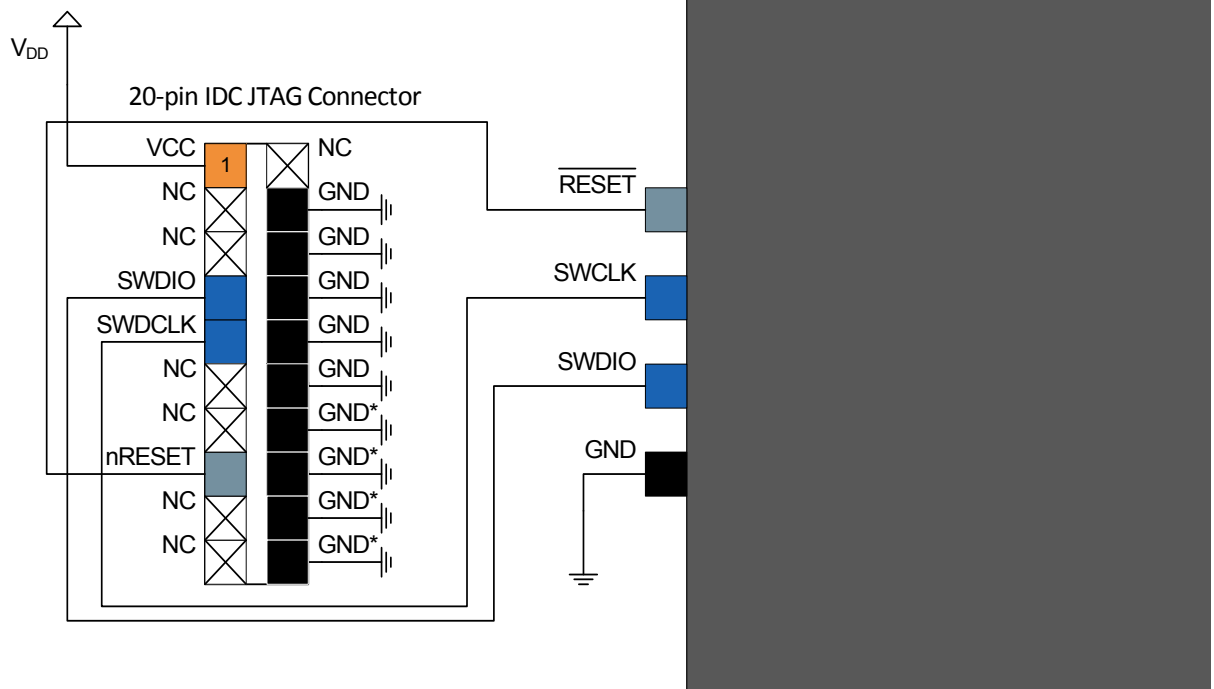 VDD
20-pin IDC JTAG Connector
VCC 1 NC
NC GND
NC GND
SWDIO GND
SWDCLK GND
NC GND
NC GND*
nRESET GND*
NC GND*
NC GND*
RESET
SWCLK
SWDIO
GND